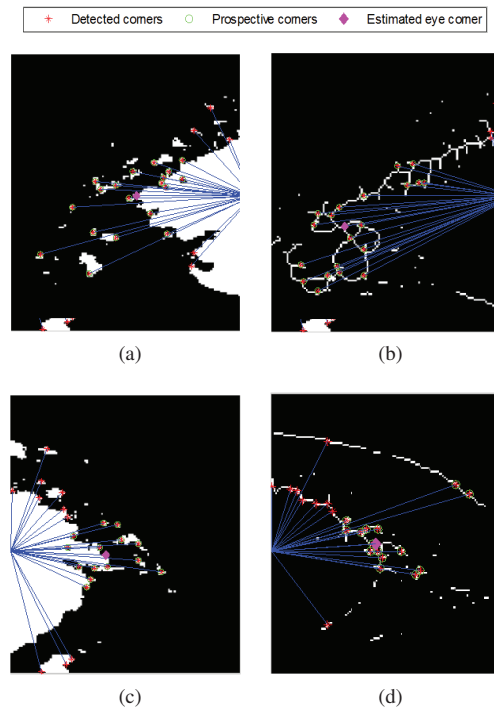 Detected corners Prospective corners Estimated eye corner
(a) (b)
(c) (d)